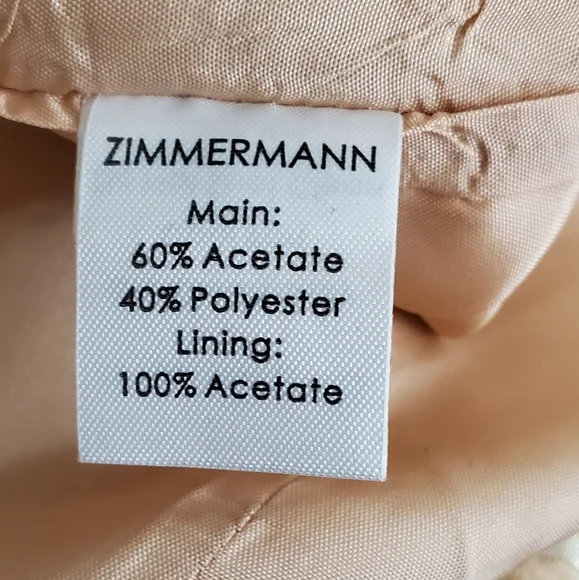 ZIMMERMANN
Main:
60% Acetate
40% Polyester
Lining:
100% Acetate